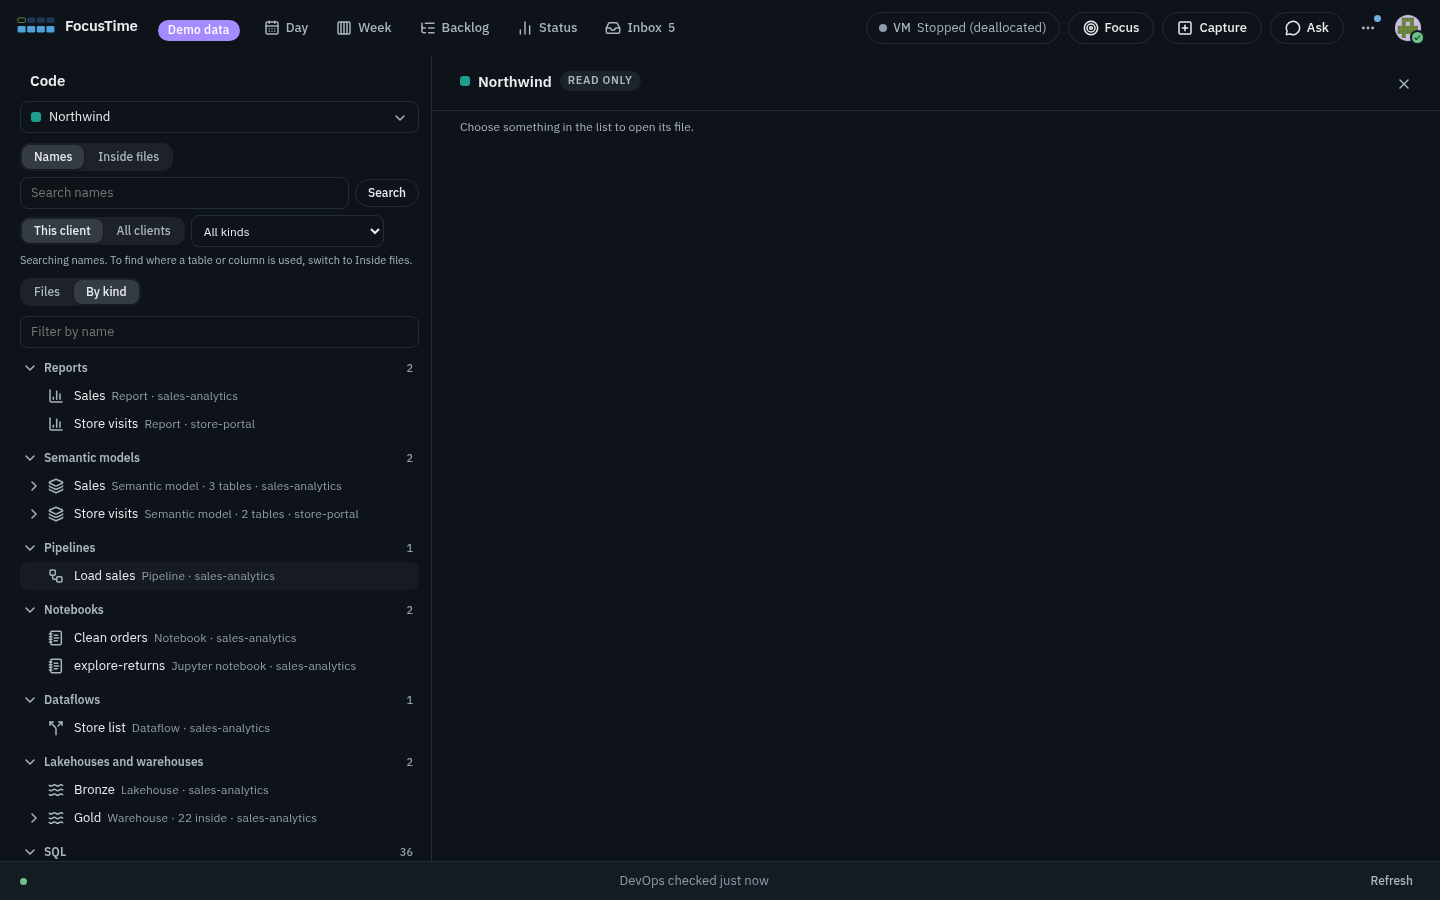 FocusTime
Demo data
Day
Week
Backlog
Status
Inbox 5
VM Stopped (deallocated)
Focus
Capture
Ask
Code
Northwind
Names
Inside files
Search names
Search
This client
All clients
All kinds
Searching names. To find where a table or column is used, switch to Inside files.
Files
By kind
Filter by name
Reports 2
Sales Report · sales-analytics
Store visits Report · store-portal
Semantic models 2
Sales Semantic model · 3 tables · sales-analytics
Store visits Semantic model · 2 tables · store-portal
Pipelines 1
Load sales Pipeline · sales-analytics
Notebooks 2
Clean orders Notebook · sales-analytics
explore-returns Jupyter notebook · sales-analytics
Dataflows 1
Store list Dataflow · sales-analytics
Lakehouses and warehouses 2
Bronze Lakehouse · sales-analytics
Gold Warehouse · 22 inside · sales-analytics
SQL 36
Northwind
READ ONLY
Choose something in the list to open its file.
DevOps checked just now
Refresh